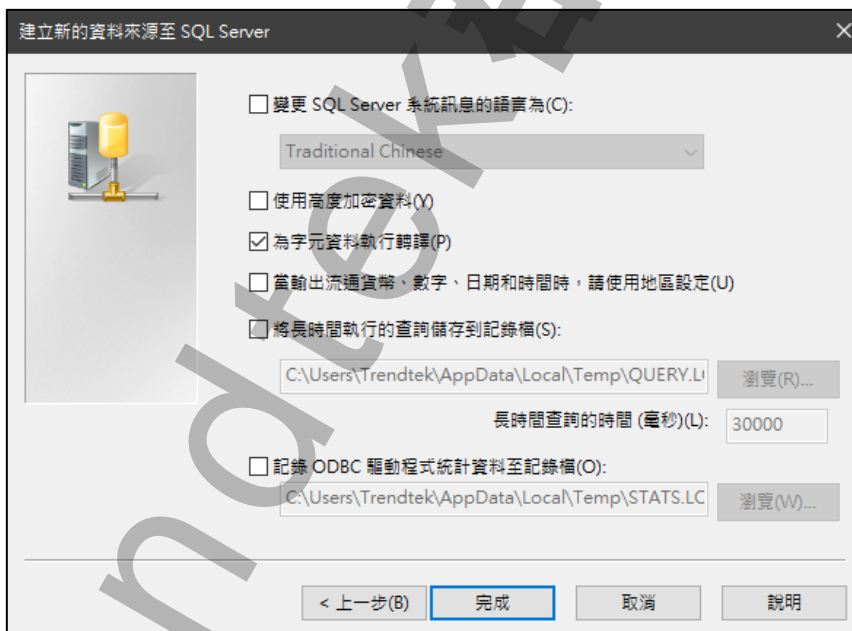 建立新的資料來源至 SQL Server
變更 SQL Server 系統訊息的語言為(C):
Traditional Chinese
使用高度加密資料(Y)
為字元資料執行轉譯(P)
當輸出流通貨幣、數字、日期和時間時，請使用地區設定(U)
將長時間執行的查詢儲存到記錄檔(S):
C:\Users\Trendtek\AppData\Local\Temp\QUERY.L
瀏覽(R)...
長時間查詢的時間 (毫秒)(L):
30000
記錄 ODBC 驅動程式統計資料至記錄檔(O):
C:\Users\Trendtek\AppData\Local\Temp\STATS.LC
瀏覽(W)...
< 上一步(B)
完成
取消
說明
ndtek